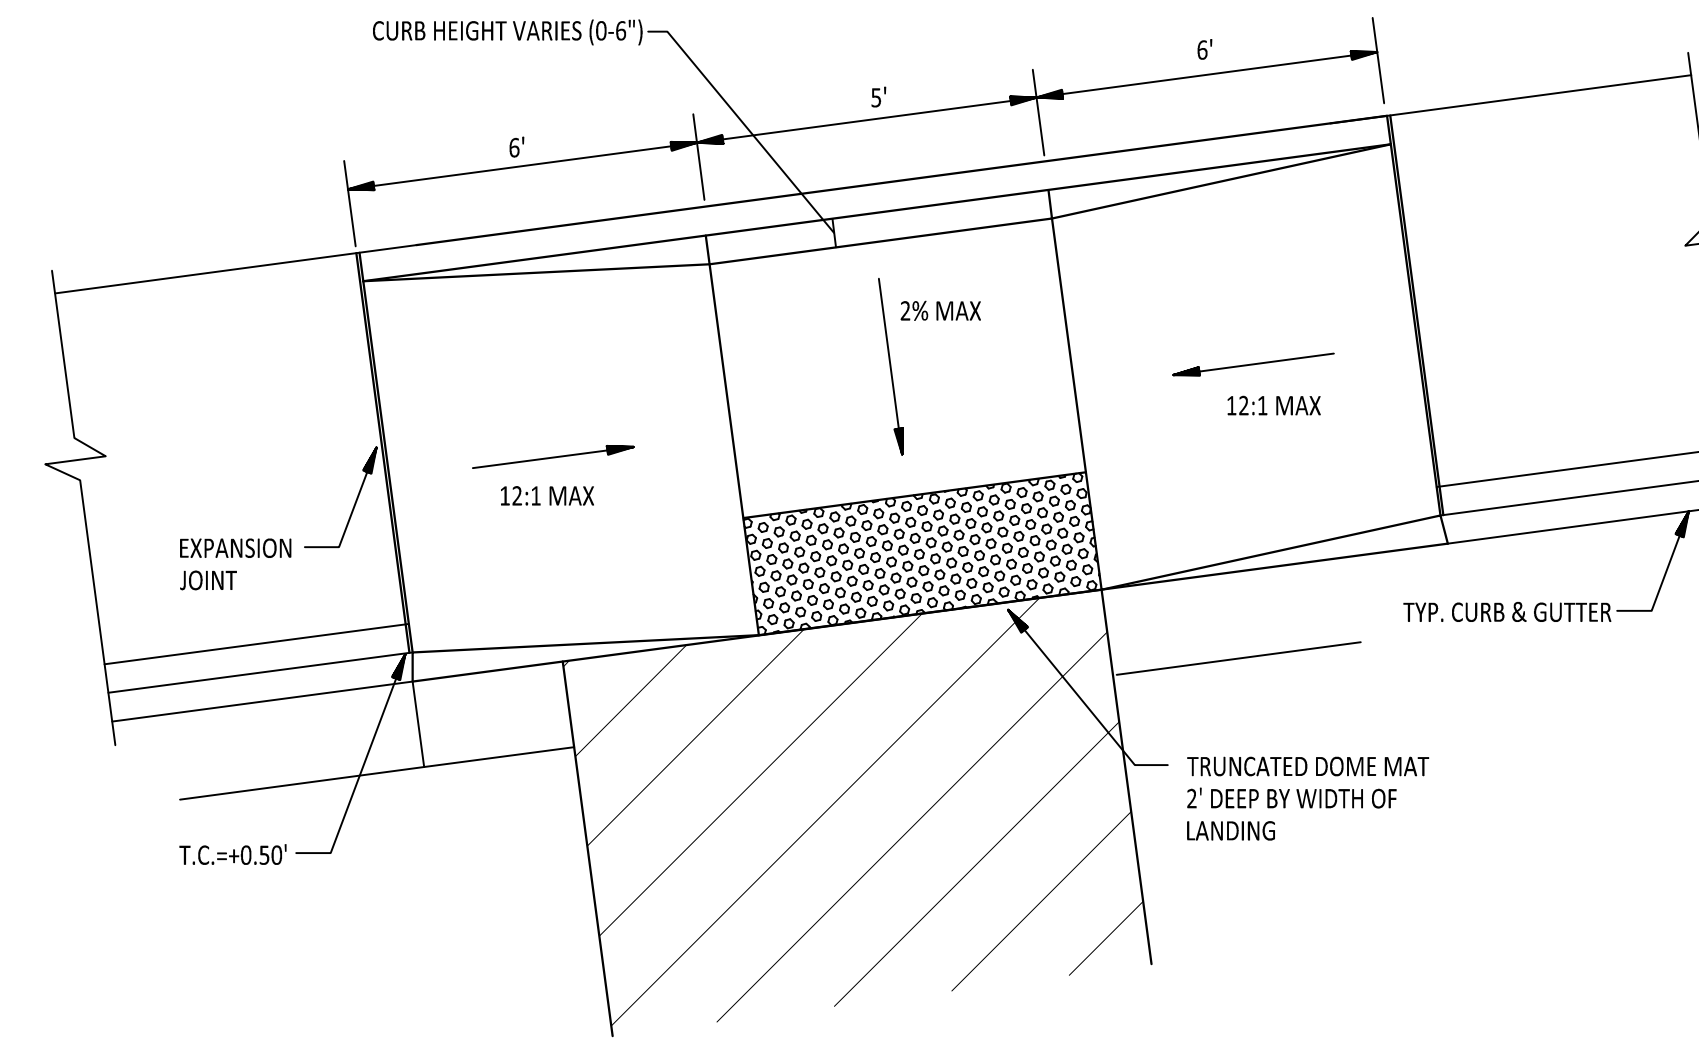 CURB HEIGHT VARIES (0-6")
6'
5'
6'
2% MAX
12:1 MAX
12:1 MAX
EXPANSION
JOINT
TYP. CURB & GUTTER
TRUNCATED DOME MAT
2' DEEP BY WIDTH OF
LANDING
T.C.=+0.50'